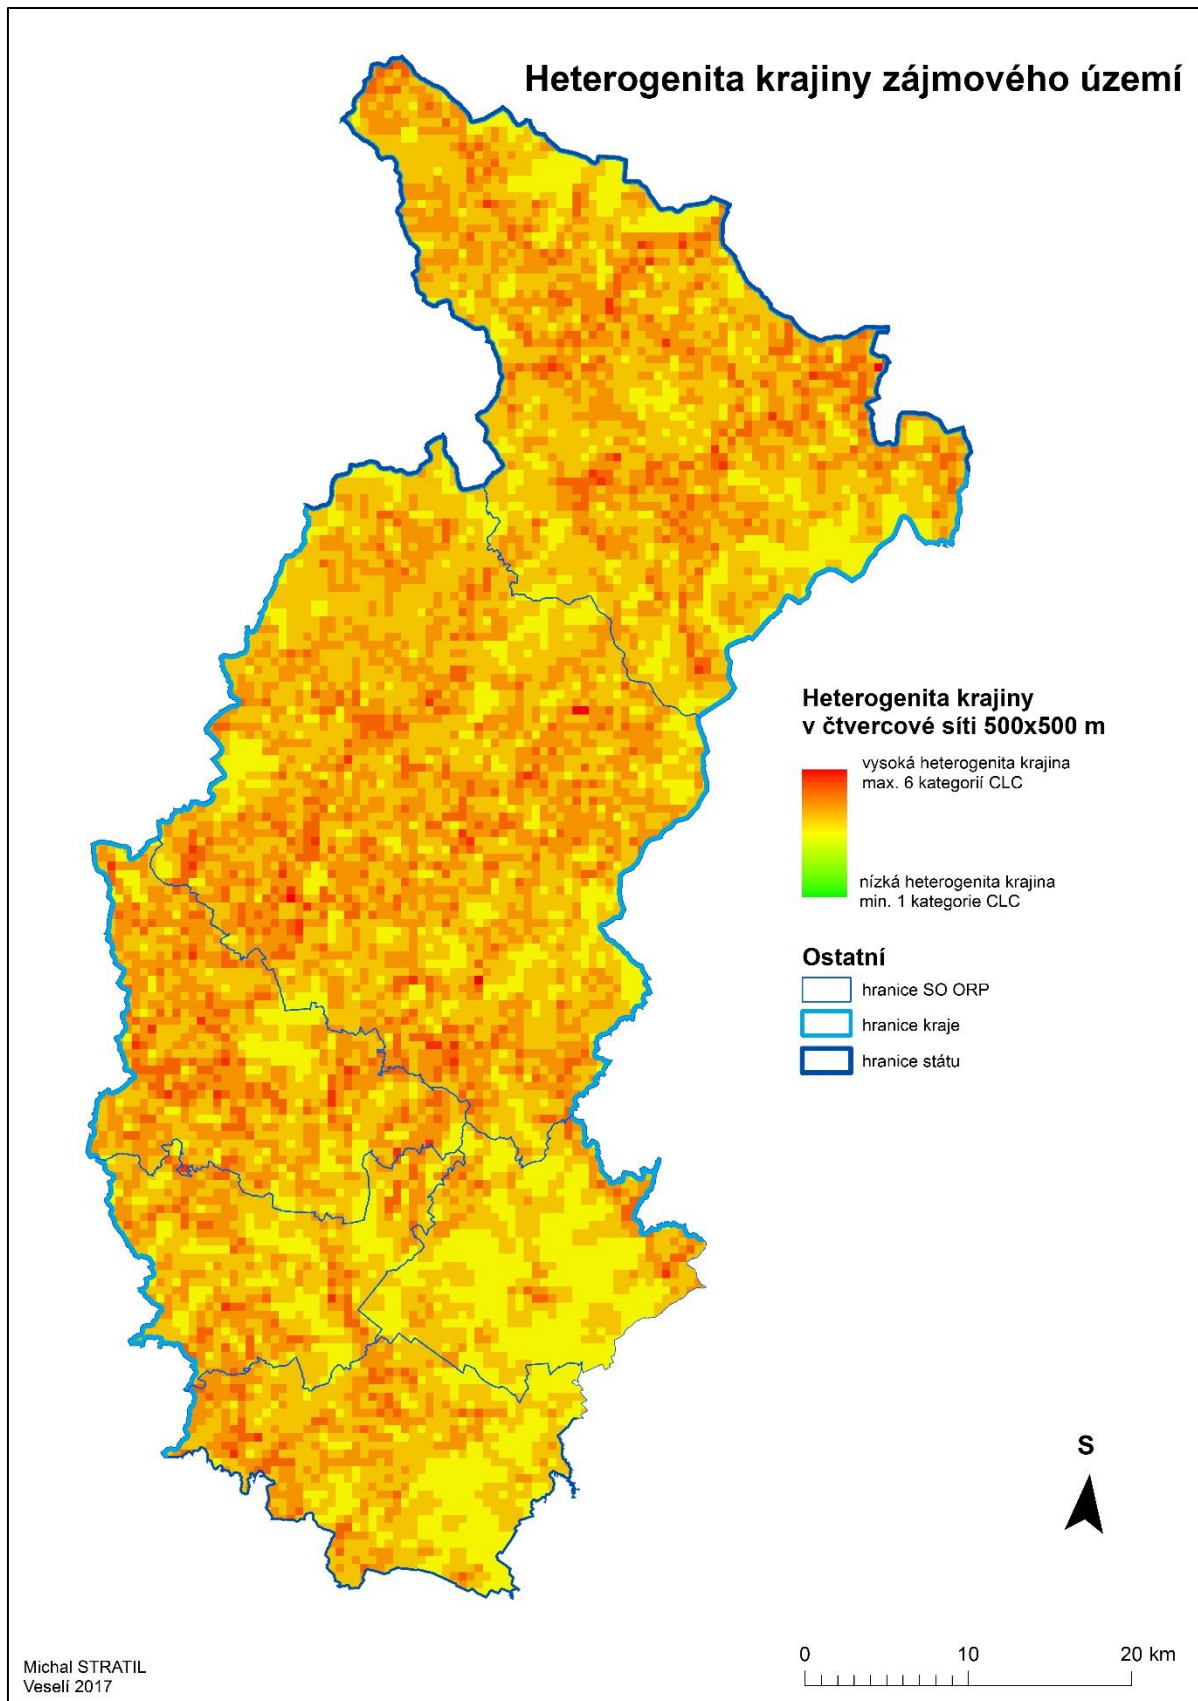 Heterogenita krajiny zájmového území
Heterogenita krajiny
v čtvercové síti 500x500 m
vysoká heterogenita krajina
max. 6 kategorií CLC
nízká heterogenita krajina
min. 1 kategorie CLC
Ostatní
hranice SO ORP
hranice kraje
hranice státu
S
0 10 20 km
Michal STRATIL
Veselí 2017